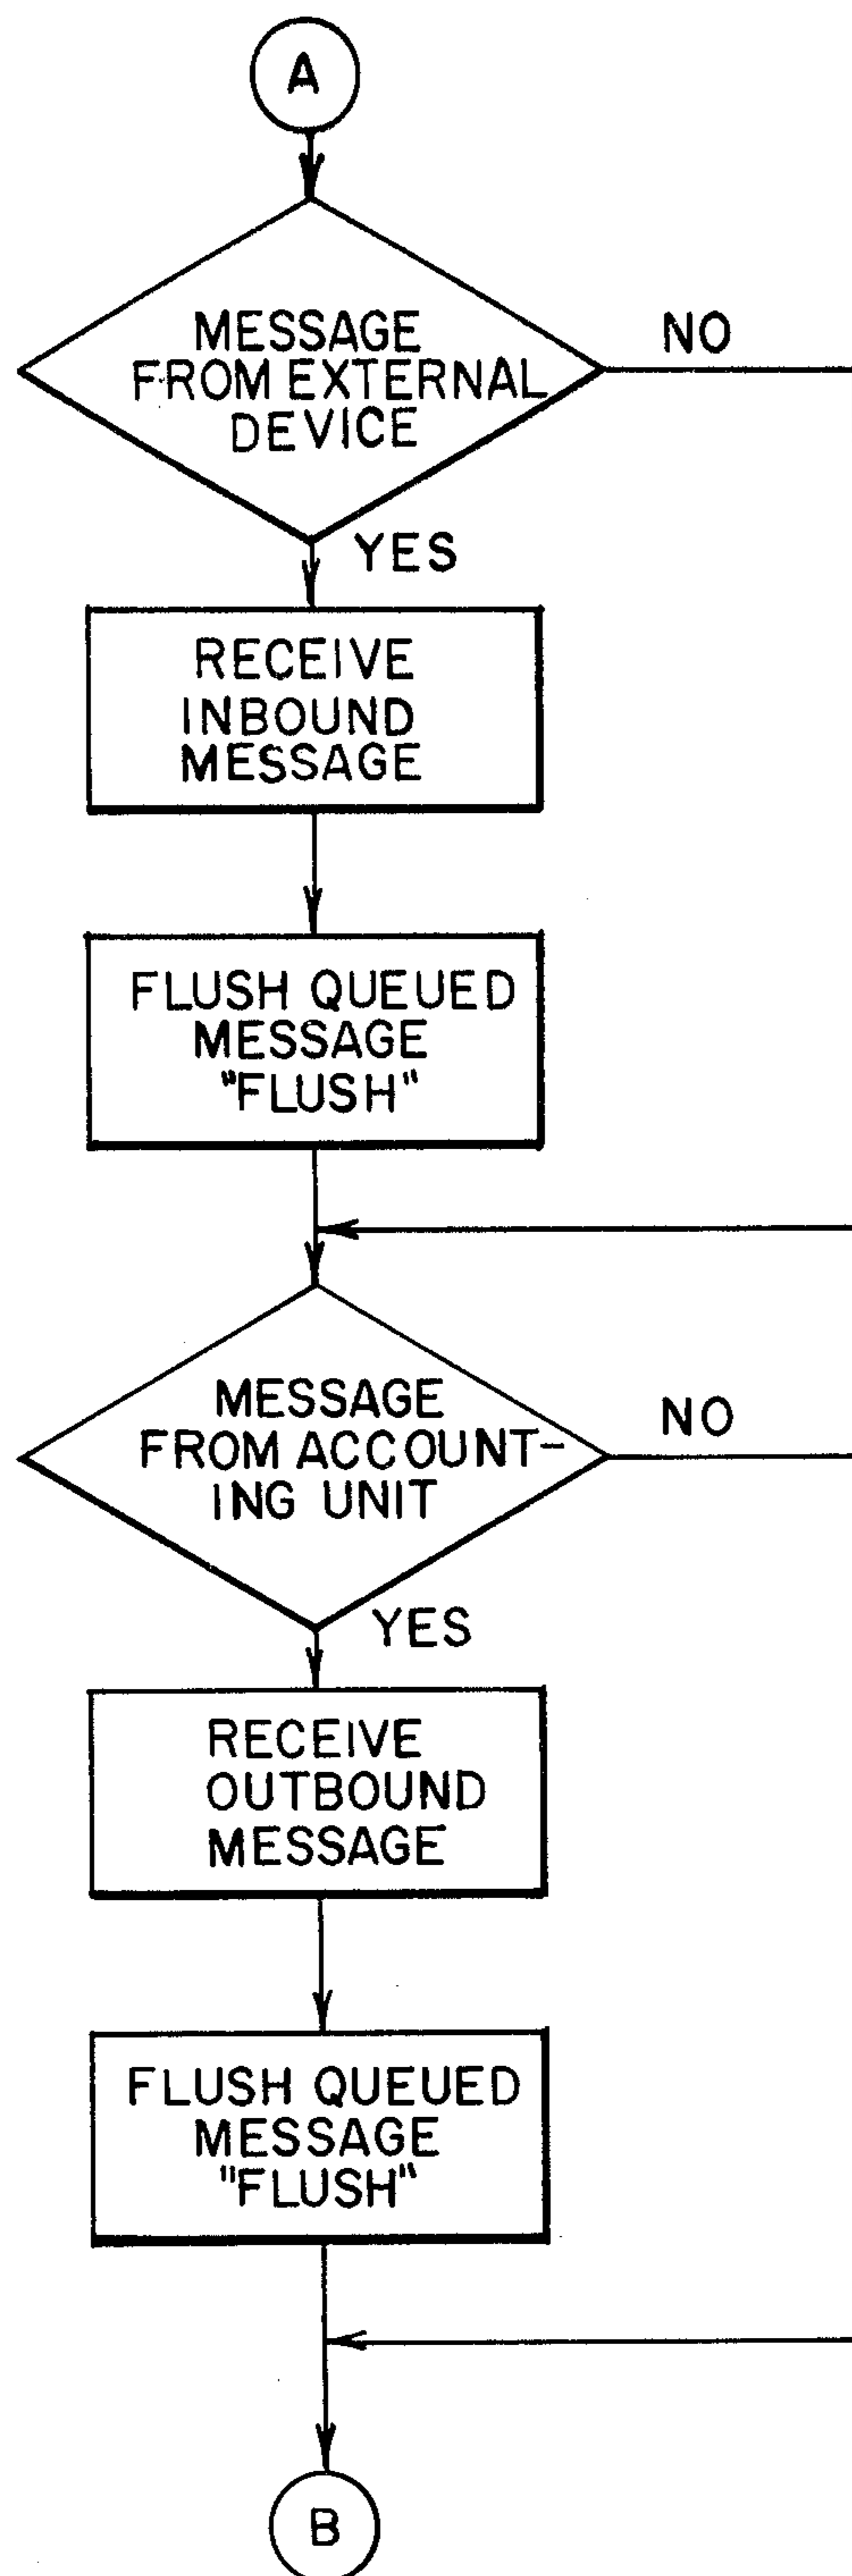 A
MESSAGE
FROM EXTERNAL
DEVICE
NO
YES
RECEIVE
INBOUND
MESSAGE
FLUSH QUEUED
MESSAGE
"FLUSH"
MESSAGE
FROM ACCOUNT-
ING UNIT
NO
YES
RECEIVE
OUTBOUND
MESSAGE
FLUSH QUEUED
MESSAGE
"FLUSH"
B